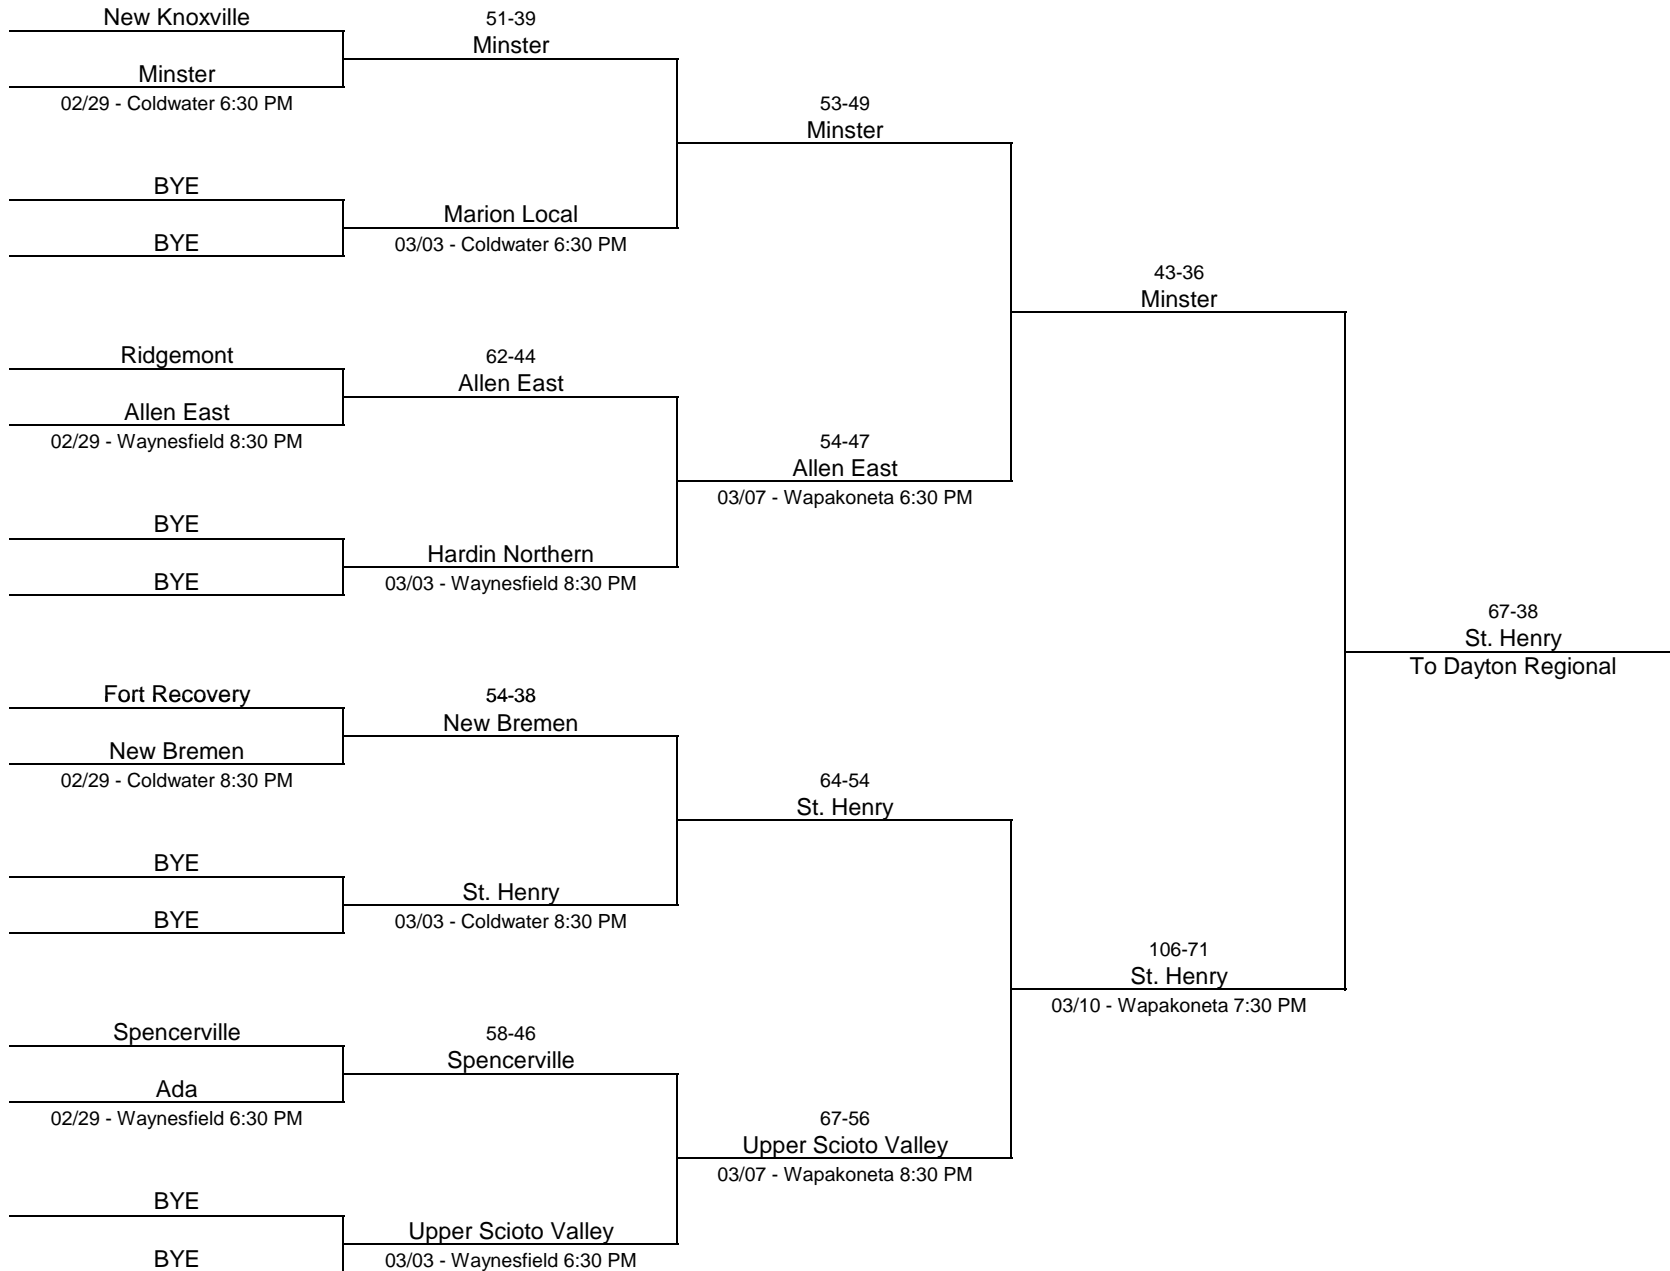 New Knoxville
Minster
02/29 - Coldwater 6:30 PM
BYE
BYE
Ridgemont
Allen East
02/29 - Waynesfield 8:30 PM
BYE
BYE
Fort Recovery
New Bremen
02/29 - Coldwater 8:30 PM
BYE
BYE
Spencerville
Ada
02/29 - Waynesfield 6:30 PM
BYE
BYE
51-39
Minster
Marion Local
03/03 - Coldwater 6:30 PM
62-44
Allen East
Hardin Northern
03/03 - Waynesfield 8:30 PM
54-38
New Bremen
St. Henry
03/03 - Coldwater 8:30 PM
58-46
Spencerville
Upper Scioto Valley
03/03 - Waynesfield 6:30 PM
53-49
Minster
54-47
Allen East
03/07 - Wapakoneta 6:30 PM
64-54
St. Henry
67-56
Upper Scioto Valley
03/07 - Wapakoneta 8:30 PM
43-36
Minster
106-71
St. Henry
03/10 - Wapakoneta 7:30 PM
67-38
St. Henry
To Dayton Regional